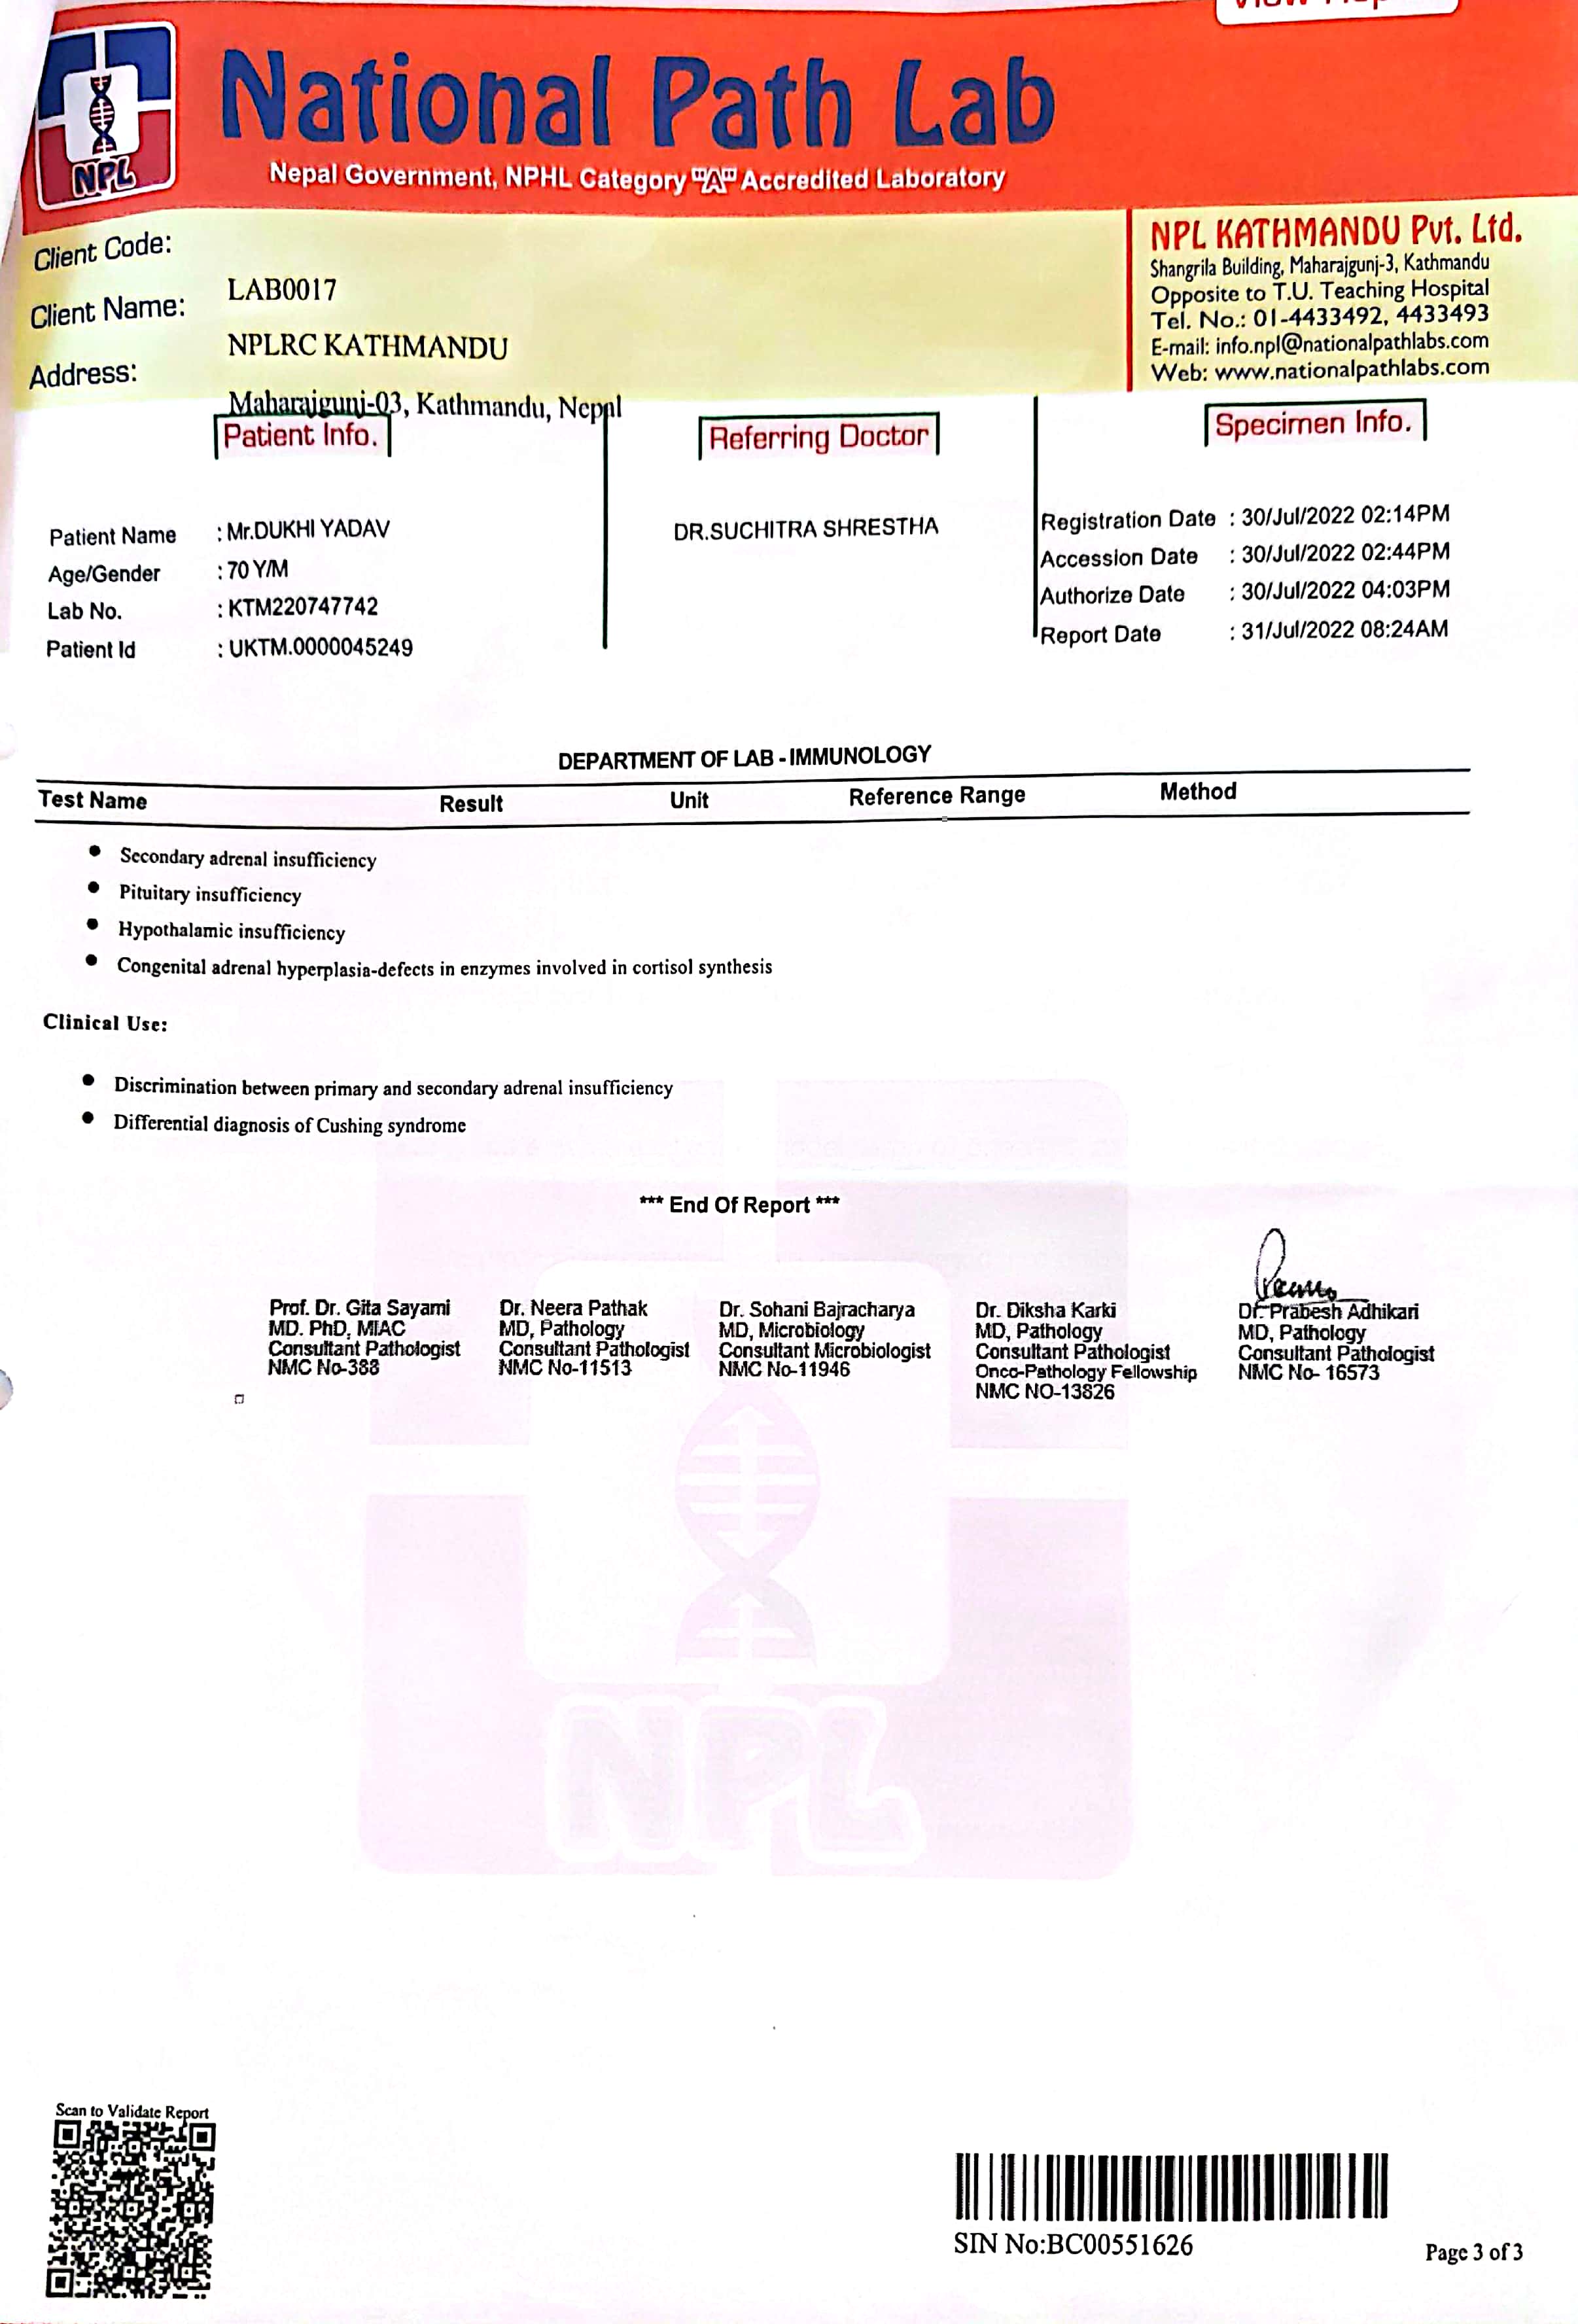 National Path Lab
NPL
Nepal Government, NPHL Category "A" Accredited Laboratory
Client Code:
LAB0017
Client Name:
NPLRC KATHMANDU
Address:
Maharajgunj-03, Kathmandu, Nepal
NPL KATHMANDU Pvt. Ltd.
Shangrila Building, Maharajgunj-3, Kathmandu
Opposite to T.U. Teaching Hospital
Tel. No.: 01-4433492, 4433493
E-mail: info.npl@nationalpathlabs.com
Web: www.nationalpathlabs.com
Patient Info.
Patient Name : Mr.DUKHI YADAV
Age/Gender : 70 Y/M
Lab No. : KTM220747742
Patient Id : UKTM.0000045249
Referring Doctor
DR.SUCHITRA SHRESTHA
Specimen Info.
Registration Date : 30/Jul/2022 02:14PM
Accession Date : 30/Jul/2022 02:44PM
Authorize Date : 30/Jul/2022 04:03PM
Report Date : 31/Jul/2022 08:24AM
DEPARTMENT OF LAB - IMMUNOLOGY
Test Name Result Unit Reference Range Method
• Secondary adrenal insufficiency
• Pituitary insufficiency
• Hypothalamic insufficiency
• Congenital adrenal hyperplasia-defects in enzymes involved in cortisol synthesis
Clinical Use:
• Discrimination between primary and secondary adrenal insufficiency
• Differential diagnosis of Cushing syndrome
*** End Of Report ***
Prof. Dr. Gita Sayami
MD. PhD, MIAC
Consultant Pathologist
NMC No-388
Dr. Neera Pathak
MD, Pathology
Consultant Pathologist
NMC No-11513
Dr. Sohani Bajracharya
MD, Microbiology
Consultant Microbiologist
NMC No-11946
Dr. Diksha Karki
MD, Pathology
Consultant Pathologist
Onco-Pathology Fellowship
NMC NO-13826
Dr Prabesh Adhikari
MD, Pathology
Consultant Pathologist
NMC No- 16573
NPL
Scan to Validate Report
SIN No:BC00551626
Page 3 of 3